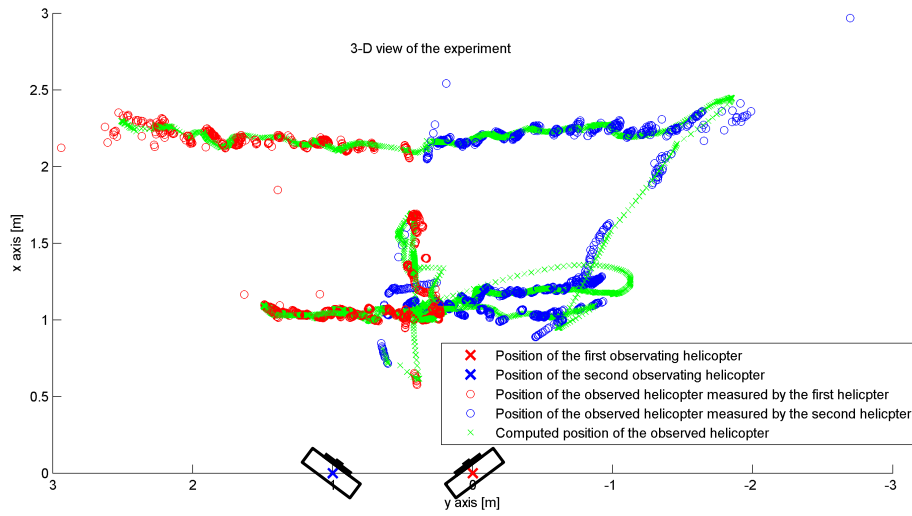 3
3-D view of the experiment
2.5
2
x axis [m]
1.5
1
Position of the first observating helicopter
Position of the second observating helicopter
Position of the observed helicopter measured by the first helicpter
Position of the observed helicopter measured by the second helicpter
Computed position of the observed helicopter
0.5
0
3 2 1 0 -1 -2 -3
y axis [m]